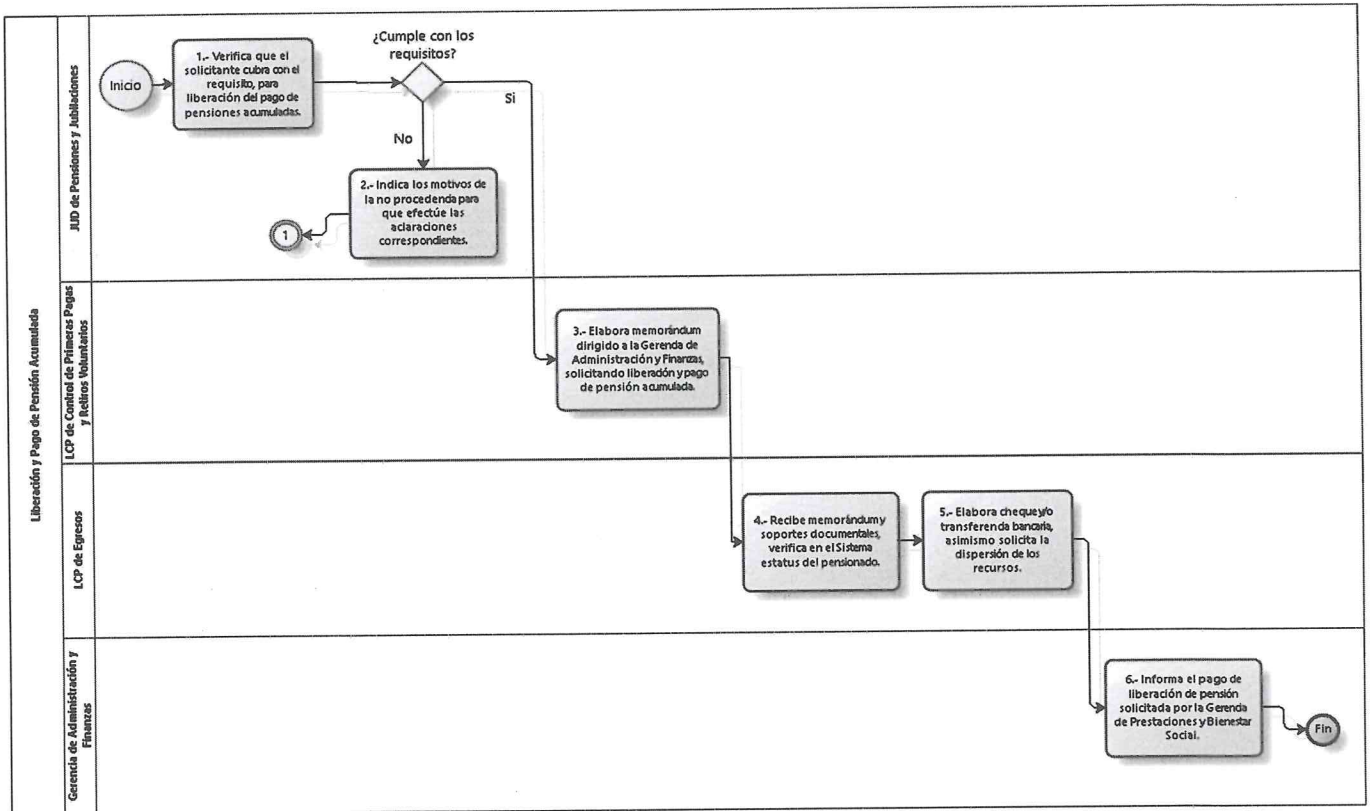 Liberación y Pago de Pensión Acumulada
JUD de Pensiones y Jubilaciones
Inicio
1.- Verifica que el
solicitante cubra con el
requisito, para
liberación del pago de
pensiones acumuladas.
¿Cumple con los
requisitos?
Si
No
2.- Indica los motivos de
la no procedencia para
que efectúe las
aclaraciones
correspondientes.
1
LCP de Control de Primeras Pagas
y Retiros Voluntarios
3.- Elabora memorándum
dirigido a la Gerencia de
Administración y Finanzas,
solicitando liberación y pago
de pensión acumulada.
LCP de Egresos
4.- Recibe memorándum y
soportes documentales,
verifica en el Sistema
estatus del pensionado.
5.- Elabora cheque y/o
transferencia bancaria,
asimismo solicita la
dispersión de los
recursos.
Gerencia de Administración y
Finanzas
6.- Informa el pago de
liberación de pensión
solicitada por la Gerencia
de Prestaciones y Bienestar
Social.
Fin